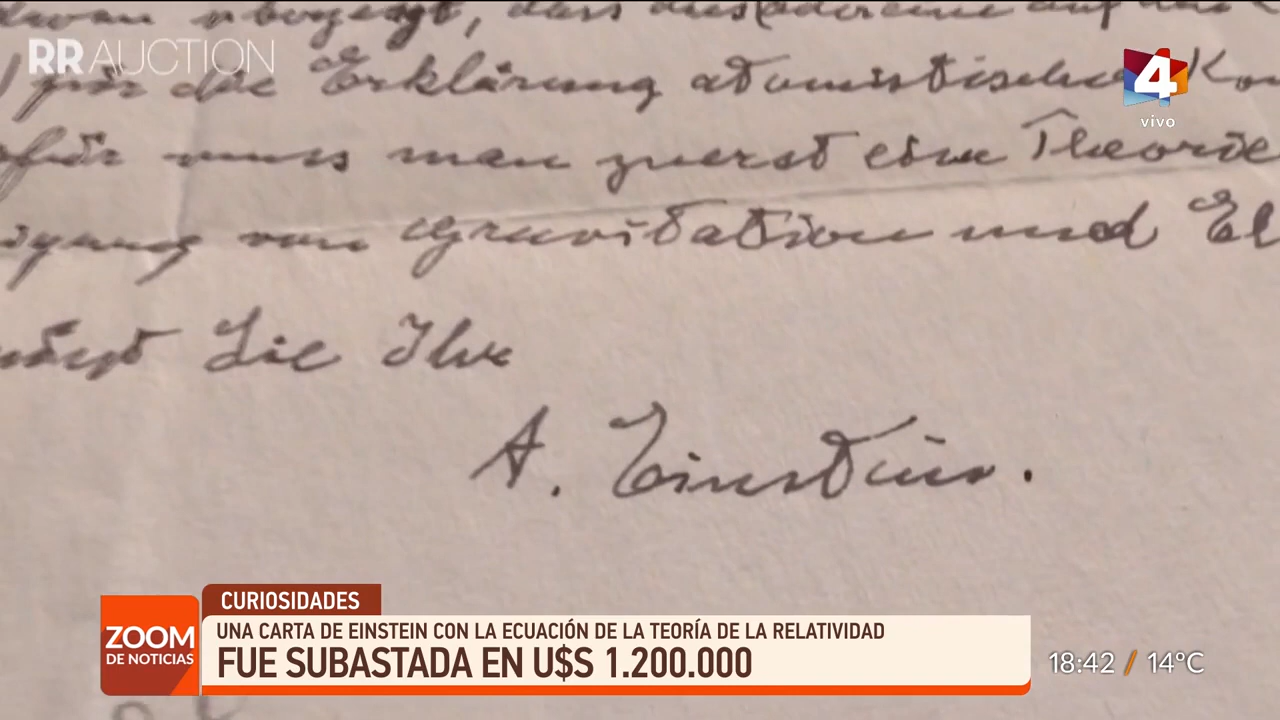 RR AUCTION
für die Erklärung atomistischer
muss man zuerst eine Theorie
von Gravitation und El
Sie Ihr
A. Einstein.
4
vivo
CURIOSIDADES
ZOOM
DE NOTICIAS
UNA CARTA DE EINSTEIN CON LA ECUACIÓN DE LA TEORÍA DE LA RELATIVIDAD
FUE SUBASTADA EN U$S 1.200.000
18:42 / 14°C